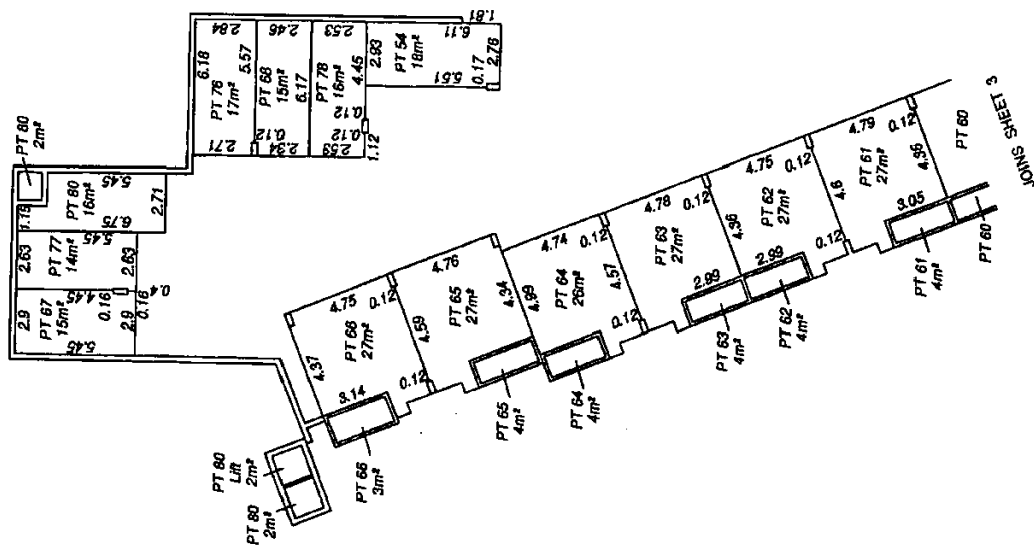 PT 80
2m²
1.15
PT 80
16m²
5.45
6.75
2.71
2.63
PT 77
14m²
5.45
2.63
2.9
PT 67
15m²
4.45
0.16
2.9
0.16
0.4
5.45
2.84
6.18
PT 76
17m²
5.57
2.71
0.12
2.46
PT 68
15m²
6.17
2.34
2.53
PT 78
16m²
4.45
0.12
0.12
2.59
1.12
1.81
6.11
2.93
PT 54
18m²
2.76
5.51
0.17
4.75
0.12
4.37
PT 66
27m²
3.14
0.12
4.59
4.76
PT 65
27m²
4.34
4.99
4.74
0.12
PT 64
26m²
4.57
0.12
4.78
0.12
PT 63
27m²
4.36
2.99
4.75
0.12
PT 62
27m²
4.6
2.99
0.12
4.79
0.12
PT 61
27m²
4.36
3.05
PT 60
JOINS SHEET 3
PT 60
PT 61
4m²
PT 62
4m²
PT 63
4m²
PT 64
4m²
PT 65
4m²
PT 66
3m²
PT 80
Lift
2m²
PT 80
2m²